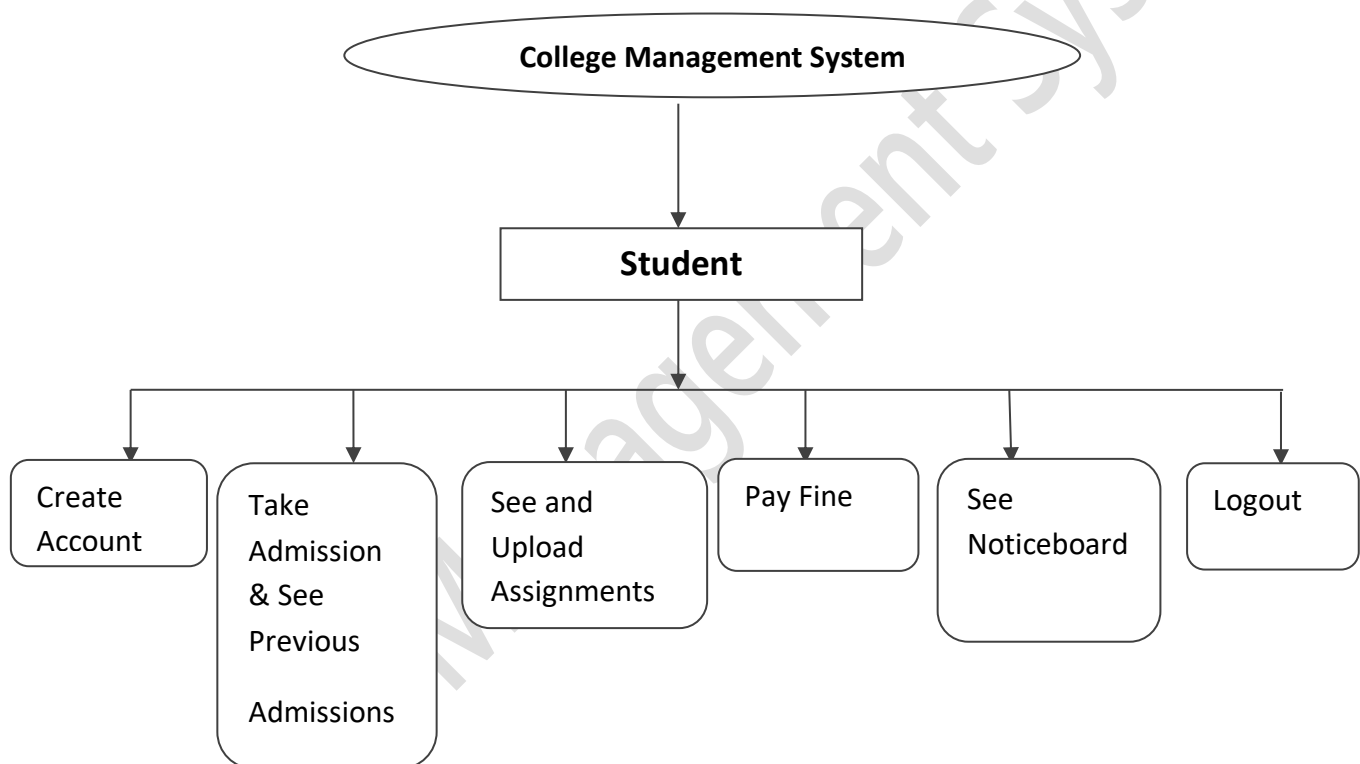 College Management System
Student
Create
Account
Take
Admission
& See
Previous
Admissions
See and
Upload
Assignments
Pay Fine
See
Noticeboard
Logout